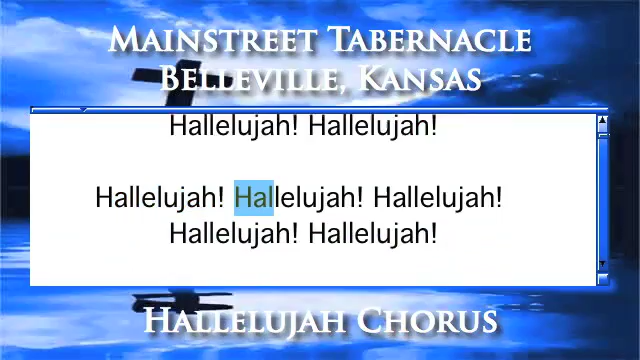 Mainstreet Tabernacle
Belleville, Kansas
Hallelujah! Hallelujah!
Hallelujah! Hallelujah! Hallelujah!
Hallelujah! Hallelujah!
Hallelujah Chorus